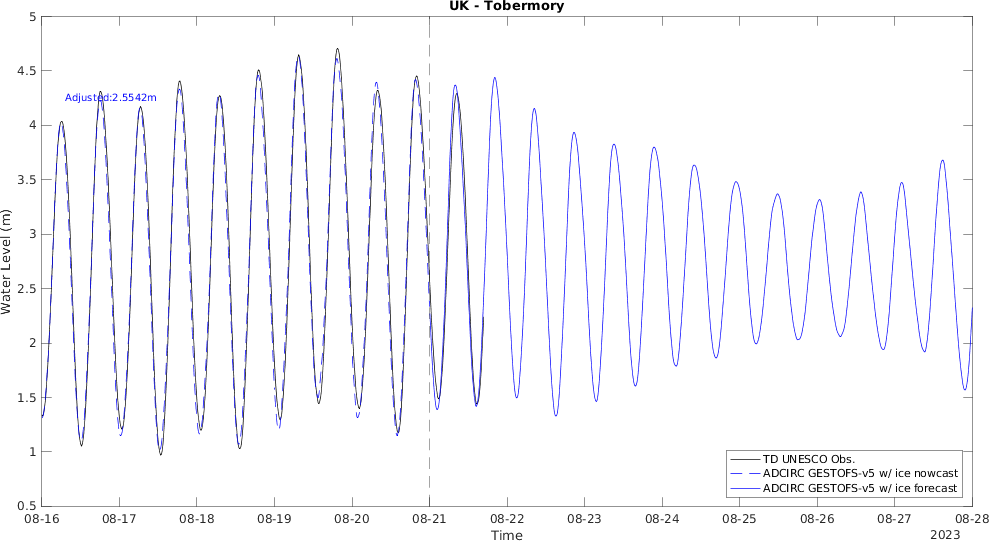 UK - Tobermory
5
4.5
4
3.5
3
2.5
2
1.5
1
0.5
Water Level (m)
Adjusted:2.5542m
TD UNESCO Obs.
ADCIRC GESTOFS-v5 w/ ice nowcast
ADCIRC GESTOFS-v5 w/ ice forecast
08-16 08-17 08-18 08-19 08-20 08-21 08-22 08-23 08-24 08-25 08-26 08-27 08-28
Time
2023